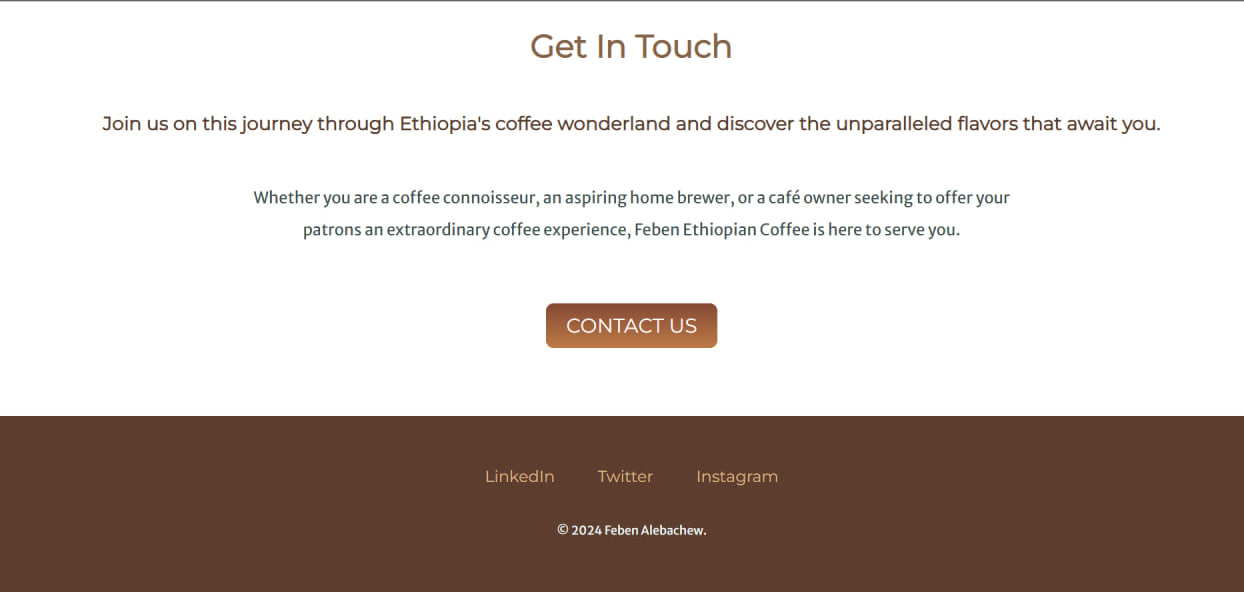 Get In Touch
Join us on this journey through Ethiopia's coffee wonderland and discover the unparalleled flavors that await you.
Whether you are a coffee connoisseur, an aspiring home brewer, or a café owner seeking to offer your
patrons an extraordinary coffee experience, Feben Ethiopian Coffee is here to serve you.
CONTACT US
LinkedIn Twitter Instagram
© 2024 Feben Alebachew.